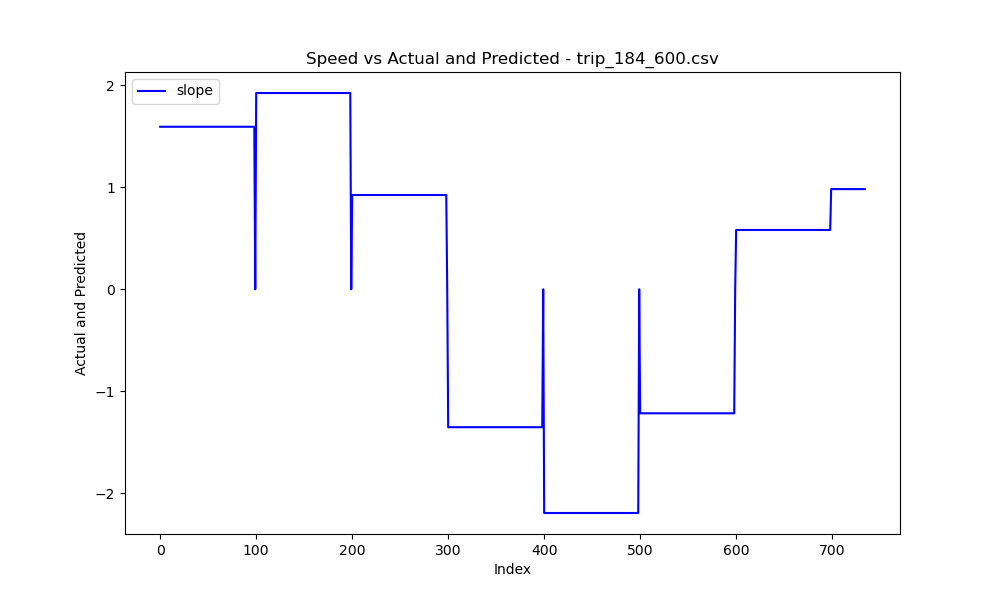 Speed vs Actual and Predicted - trip_184_600.csv
slope
2
1
0
−1
−2
Actual and Predicted
0 100 200 300 400 500 600 700
Index